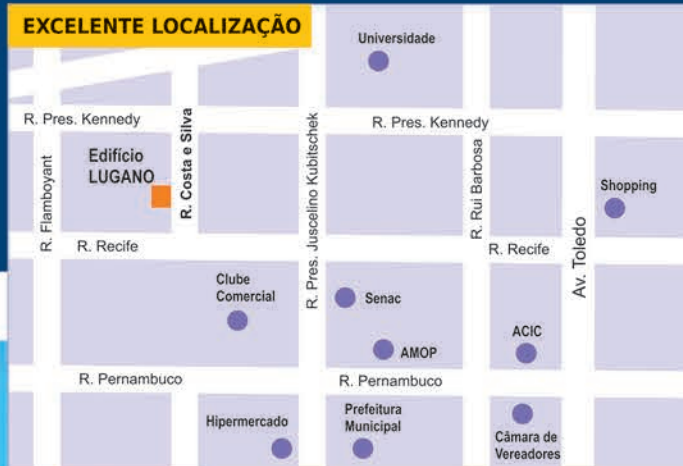 EXCELENTE LOCALIZAÇÃO
Universidade
R. Pres. Kennedy
R. Pres. Kennedy
Edifício
LUGANO
R. Flamboyant
R. Costa e Silva
R. Pres. Juscelino Kubitschek
R. Rui Barbosa
Shopping
Av. Toledo
R. Recife
R. Recife
Clube
Comercial
Senac
AMOP
ACIC
R. Pernambuco
R. Pernambuco
Hipermercado
Prefeitura
Municipal
Câmara de
Vereadores